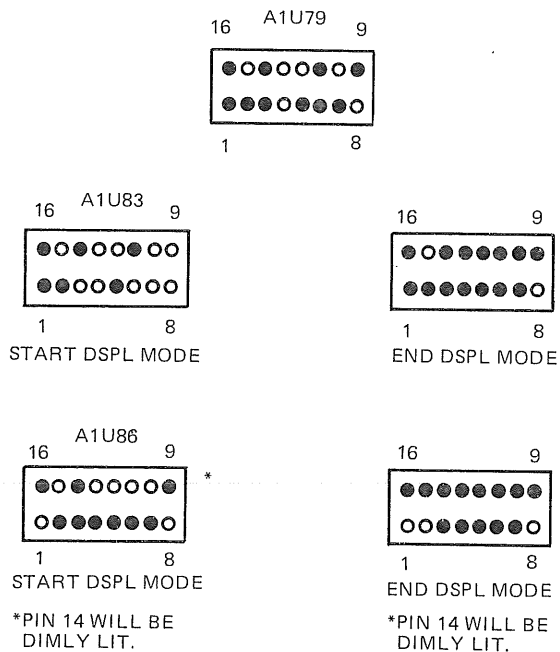 A1U79
16 9
1 8
A1U83
16 9
1 8
START DSPL MODE
16 9
1 8
END DSPL MODE
A1U86
16 9
*
1 8
START DSPL MODE
*PIN 14 WILL BE
DIMLY LIT.
16 9
1 8
END DSPL MODE
*PIN 14 WILL BE
DIMLY LIT.